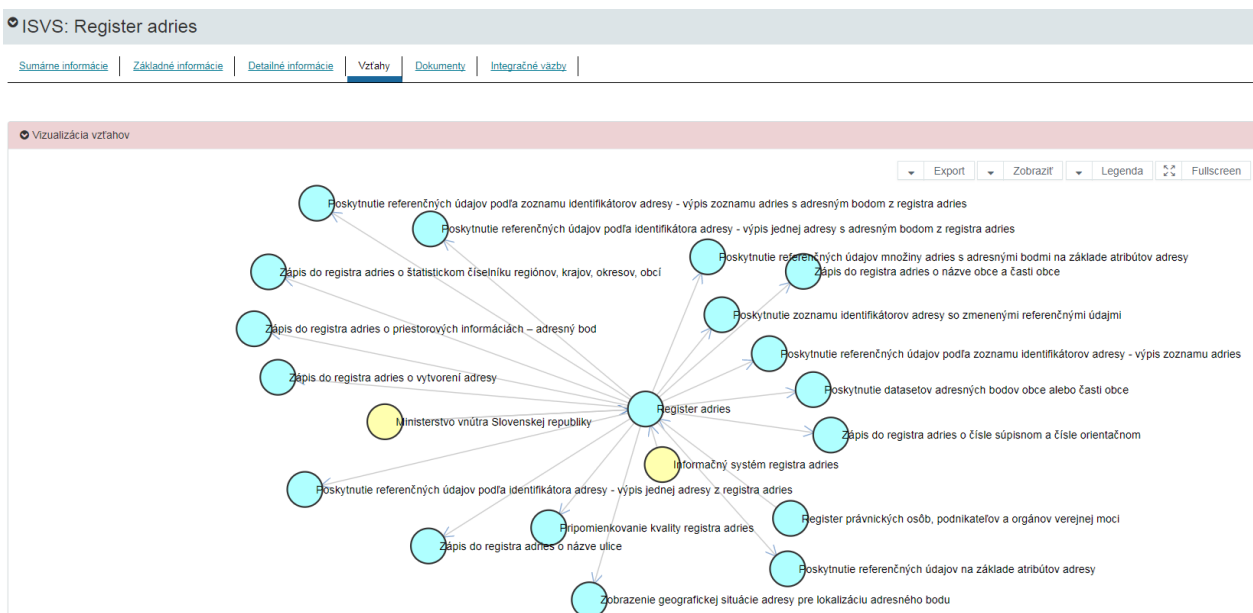 ISVS: Register adries
Sumárne informácie
Základné informácie
Detailné informácie
Vzťahy
Dokumenty
Integračné väzby
Vizualizácia vzťahov
Export
Zobraziť
Legenda
Fullscreen
Poskytnutie referenčných údajov podľa zoznamu identifikátorov adresy - výpis zoznamu adries s adresným bodom z registra adries
Poskytnutie referenčných údajov podľa identifikátora adresy - výpis jednej adresy s adresným bodom z registra adries
Poskytnutie referenčných údajov množiny adries s adresnými bodmi na základe atribútov adresy
Zápis do registra adries o štatistickom číselníku regiónov, krajov, okresov, obcí
Zápis do registra adries o názve obce a časti obce
Poskytnutie zoznamu identifikátorov adresy so zmenenými referenčnými údajmi
Zápis do registra adries o priestorových informáciách – adresný bod
Poskytnutie referenčných údajov podľa zoznamu identifikátorov adresy - výpis zoznamu adries
Zápis do registra adries o vytvorení adresy
Poskytnutie datasetov adresných bodov obce alebo časti obce
Register adries
Ministerstvo vnútra Slovenskej republiky
Zápis do registra adries o čísle súpisnom a čísle orientačnom
Informačný systém registra adries
Poskytnutie referenčných údajov podľa identifikátora adresy - výpis jednej adresy z registra adries
Register právnických osôb, podnikateľov a orgánov verejnej moci
Pripomienkovanie kvality registra adries
Zápis do registra adries o názve ulice
Poskytnutie referenčných údajov na základe atribútov adresy
Zobrazenie geografickej situácie adresy pre lokalizáciu adresného bodu